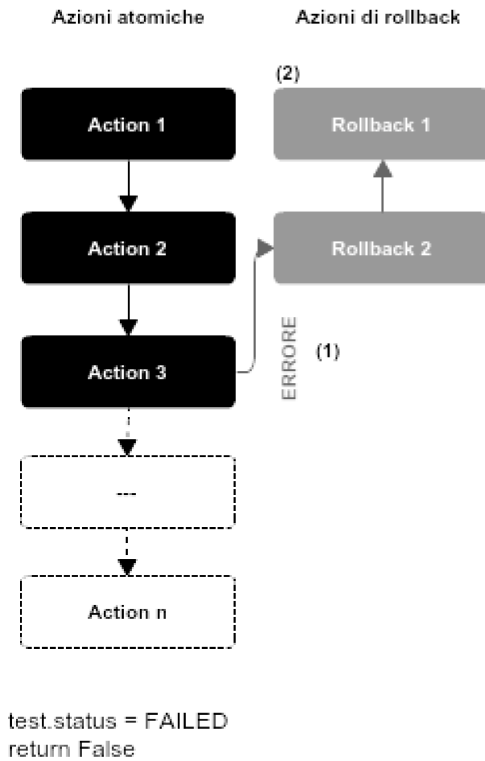 Azioni atomiche
Azioni di rollback
(2)
Action 1
Rollback 1
Action 2
Rollback 2
Action 3
ERRORE
(1)
---
Action n
test.status = FAILED
return False